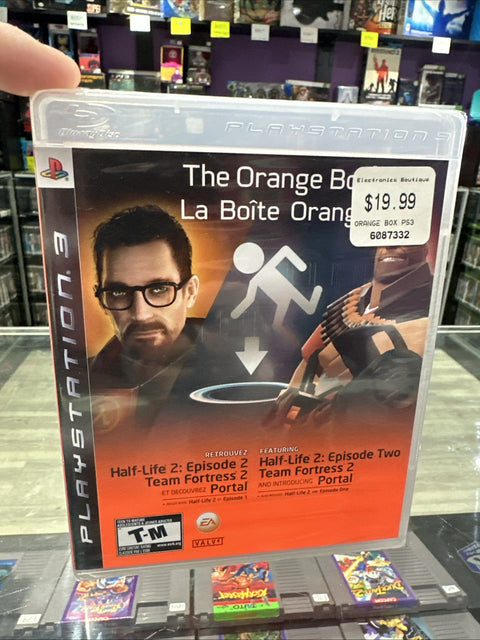 PLAYSTATION 3
PLAYSTATION. 3
The Orange Bo
La Boîte Orang
Electronics Boutique
$19.99
ORANGE BOX PS3
6087332
RETROUVEZ
Half-Life 2: Episode 2
Team Fortress 2
ET DÉCOUVREZ Portal
FEATURING
Half-Life 2: Episode Two
Team Fortress 2
AND INTRODUCING Portal
T-M
EA
VALVE
TAITO
CAPCOM